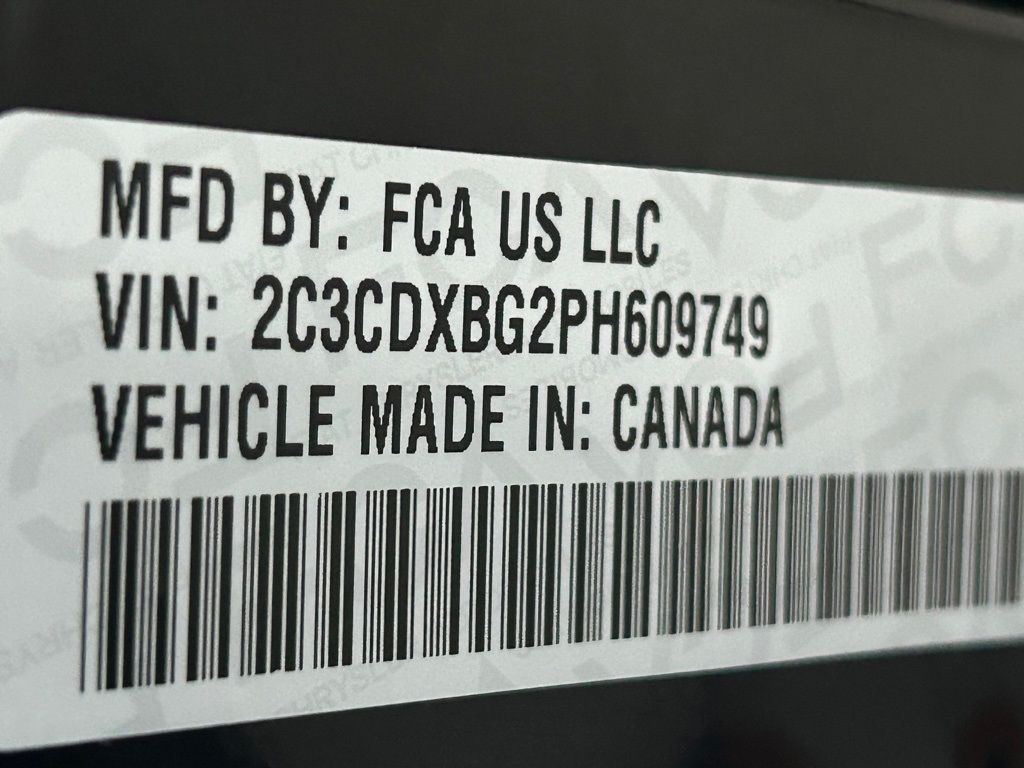 MFD BY: FCA US LLC
VIN: 2C3CDXBG2PH609749
VEHICLE MADE IN: CANADA